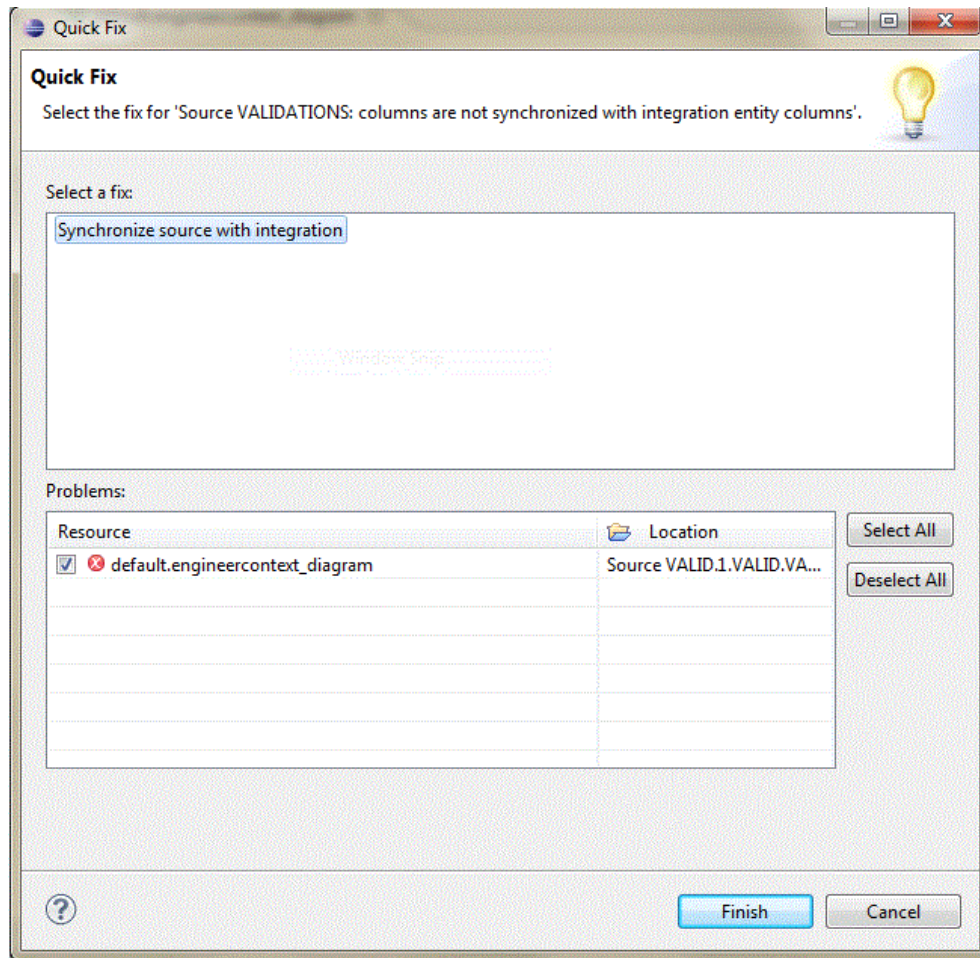 Quick Fix
Quick Fix
Select the fix for 'Source VALIDATIONS: columns are not synchronized with integration entity columns'.
Select a fix:
Synchronize source with integration
Window Snip
Problems:
Resource Location
Select All
default.engineercontext_diagram Source VALID.1.VALID.VA...
Deselect All
Finish Cancel